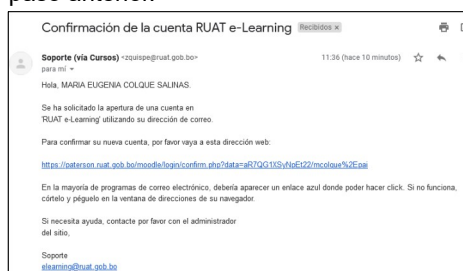 paso anterior.
Confirmación de la cuenta RUAT e-Learning Recibidos x
Soporte (vía Cursos) <zquispe@ruat.gob.bo> 11:36 (hace 10 minutos)
para mí
Hola, MARIA EUGENIA COLQUE SALINAS.
Se ha solicitado la apertura de una cuenta en
'RUAT e-Learning' utilizando su dirección de correo.
Para confirmar su nueva cuenta, por favor vaya a esta dirección web:
https://paterson.ruat.gob.bo/moodle/login/confirm.php?data=aR7QG1XSyNpEt22/mcolque%2Epai
En la mayoría de programas de correo electrónico, debería aparecer un enlace azul donde poder hacer click. Si no funciona,
córtelo y péguelo en la ventana de direcciones de su navegador.
Si necesita ayuda, contacte por favor con el administrador
del sitio,
Soporte
elearning@ruat.gob.bo